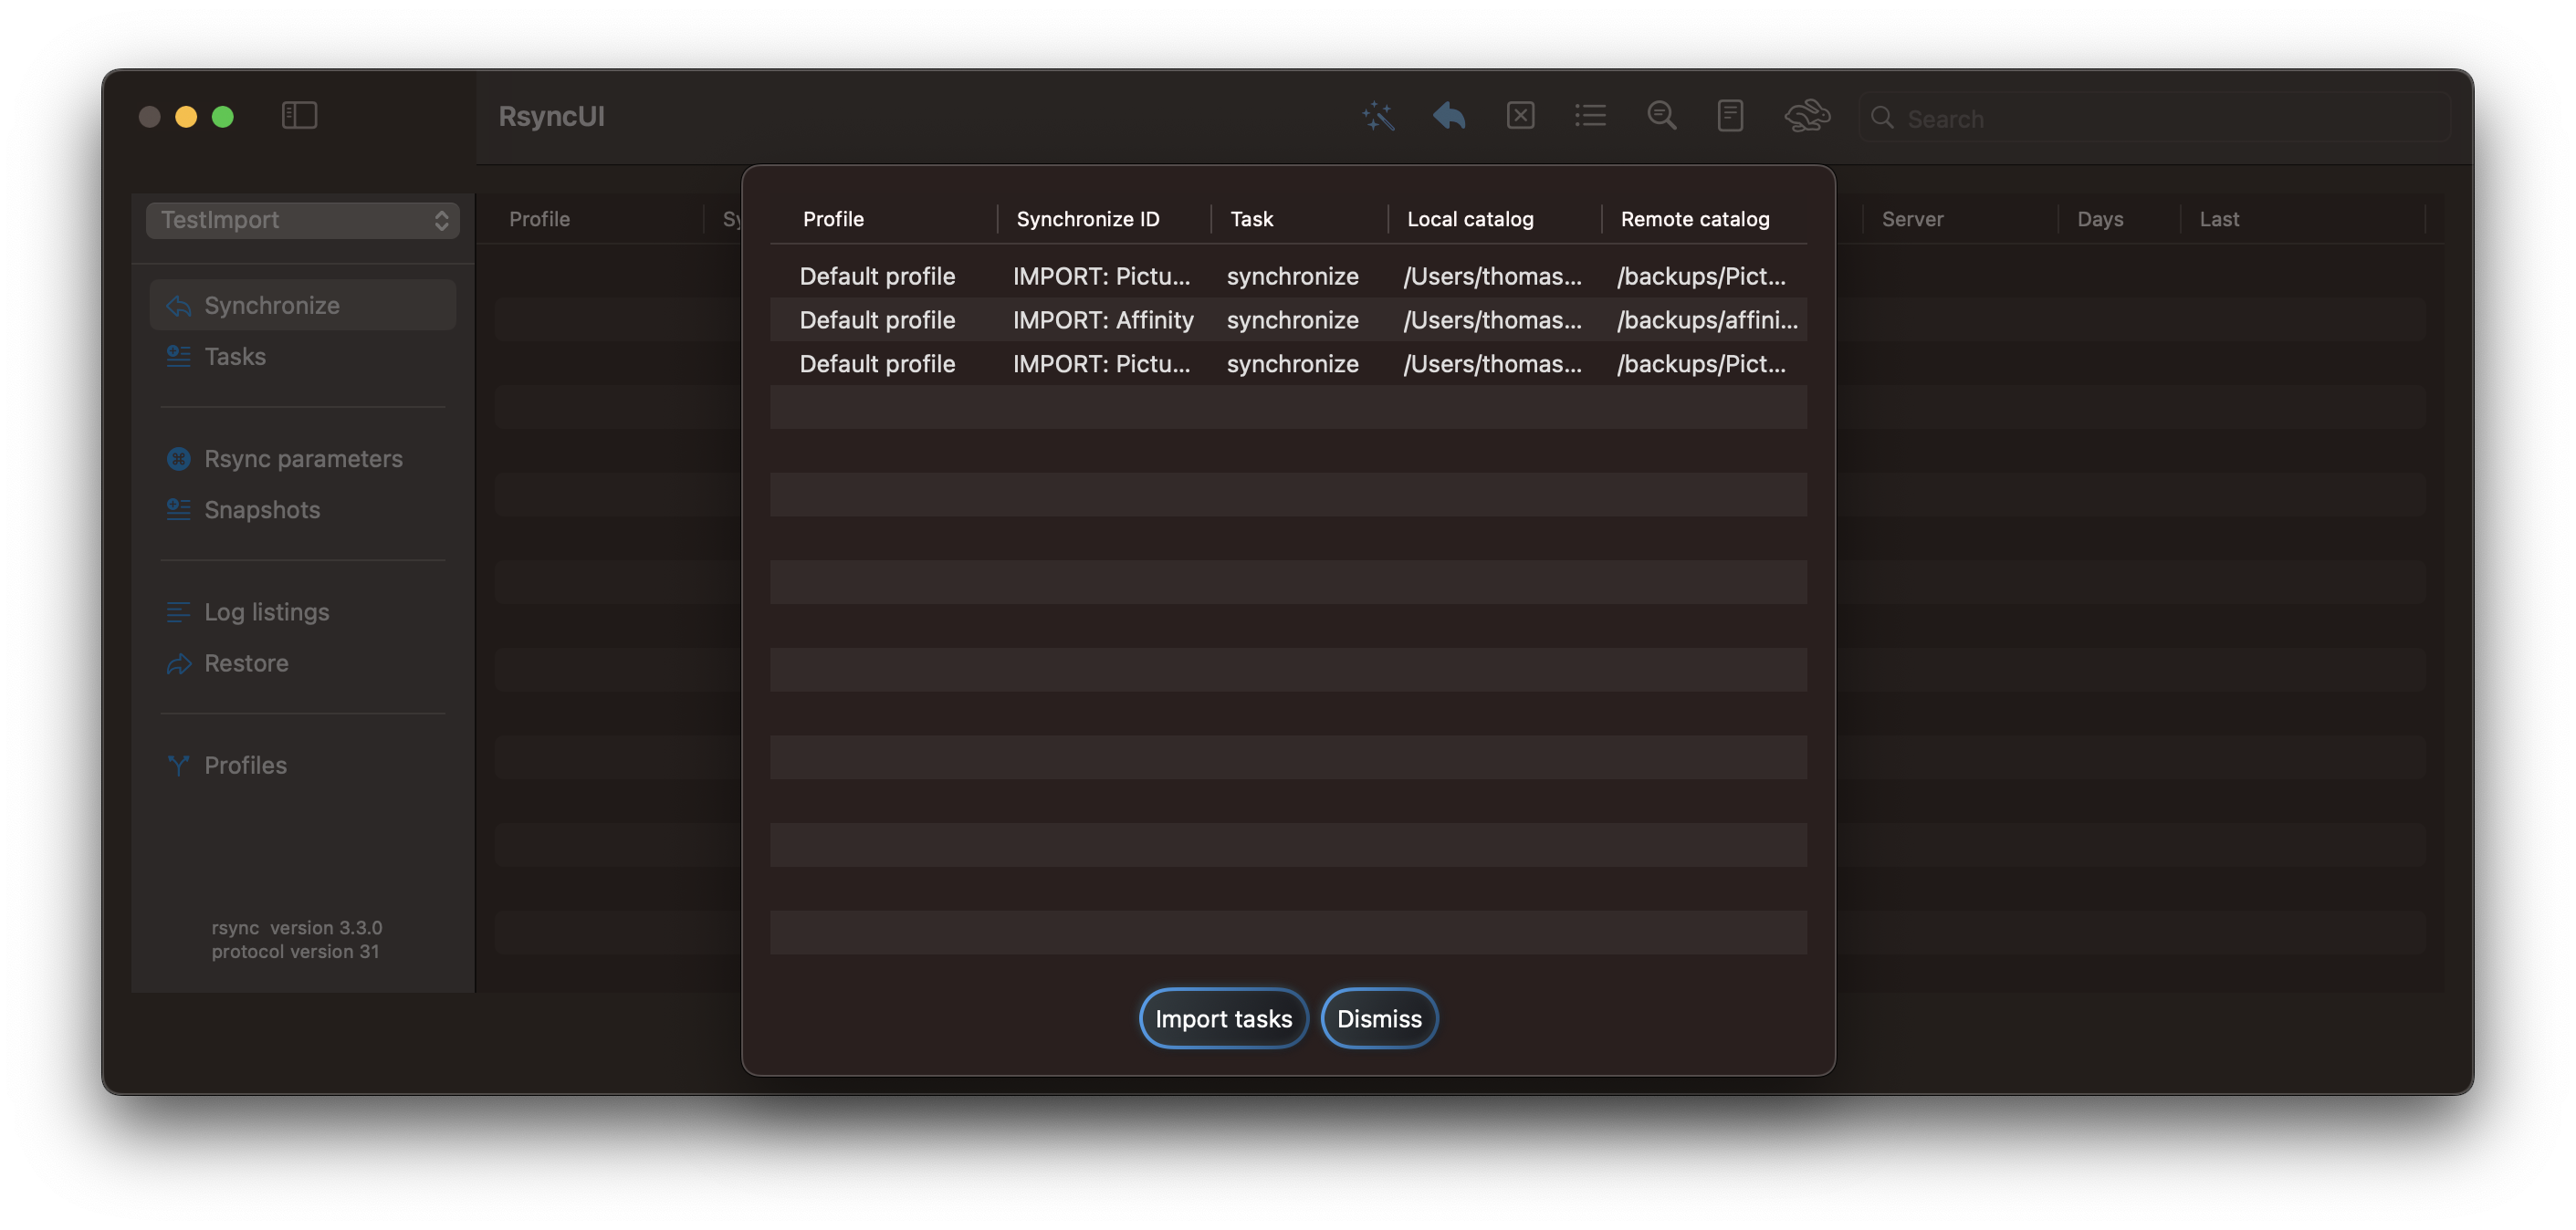 RsyncUI
Search
TestImport
Synchronize
Tasks
Rsync parameters
Snapshots
Log listings
Restore
Profiles
rsync version 3.3.0
protocol version 31
Profile Sy Server Days Last
Profile Synchronize ID Task Local catalog Remote catalog
Default profile IMPORT: Pictu... synchronize /Users/thomas... /backups/Pict...
Default profile IMPORT: Affinity synchronize /Users/thomas... /backups/affini...
Default profile IMPORT: Pictu... synchronize /Users/thomas... /backups/Pict...
Import tasks Dismiss